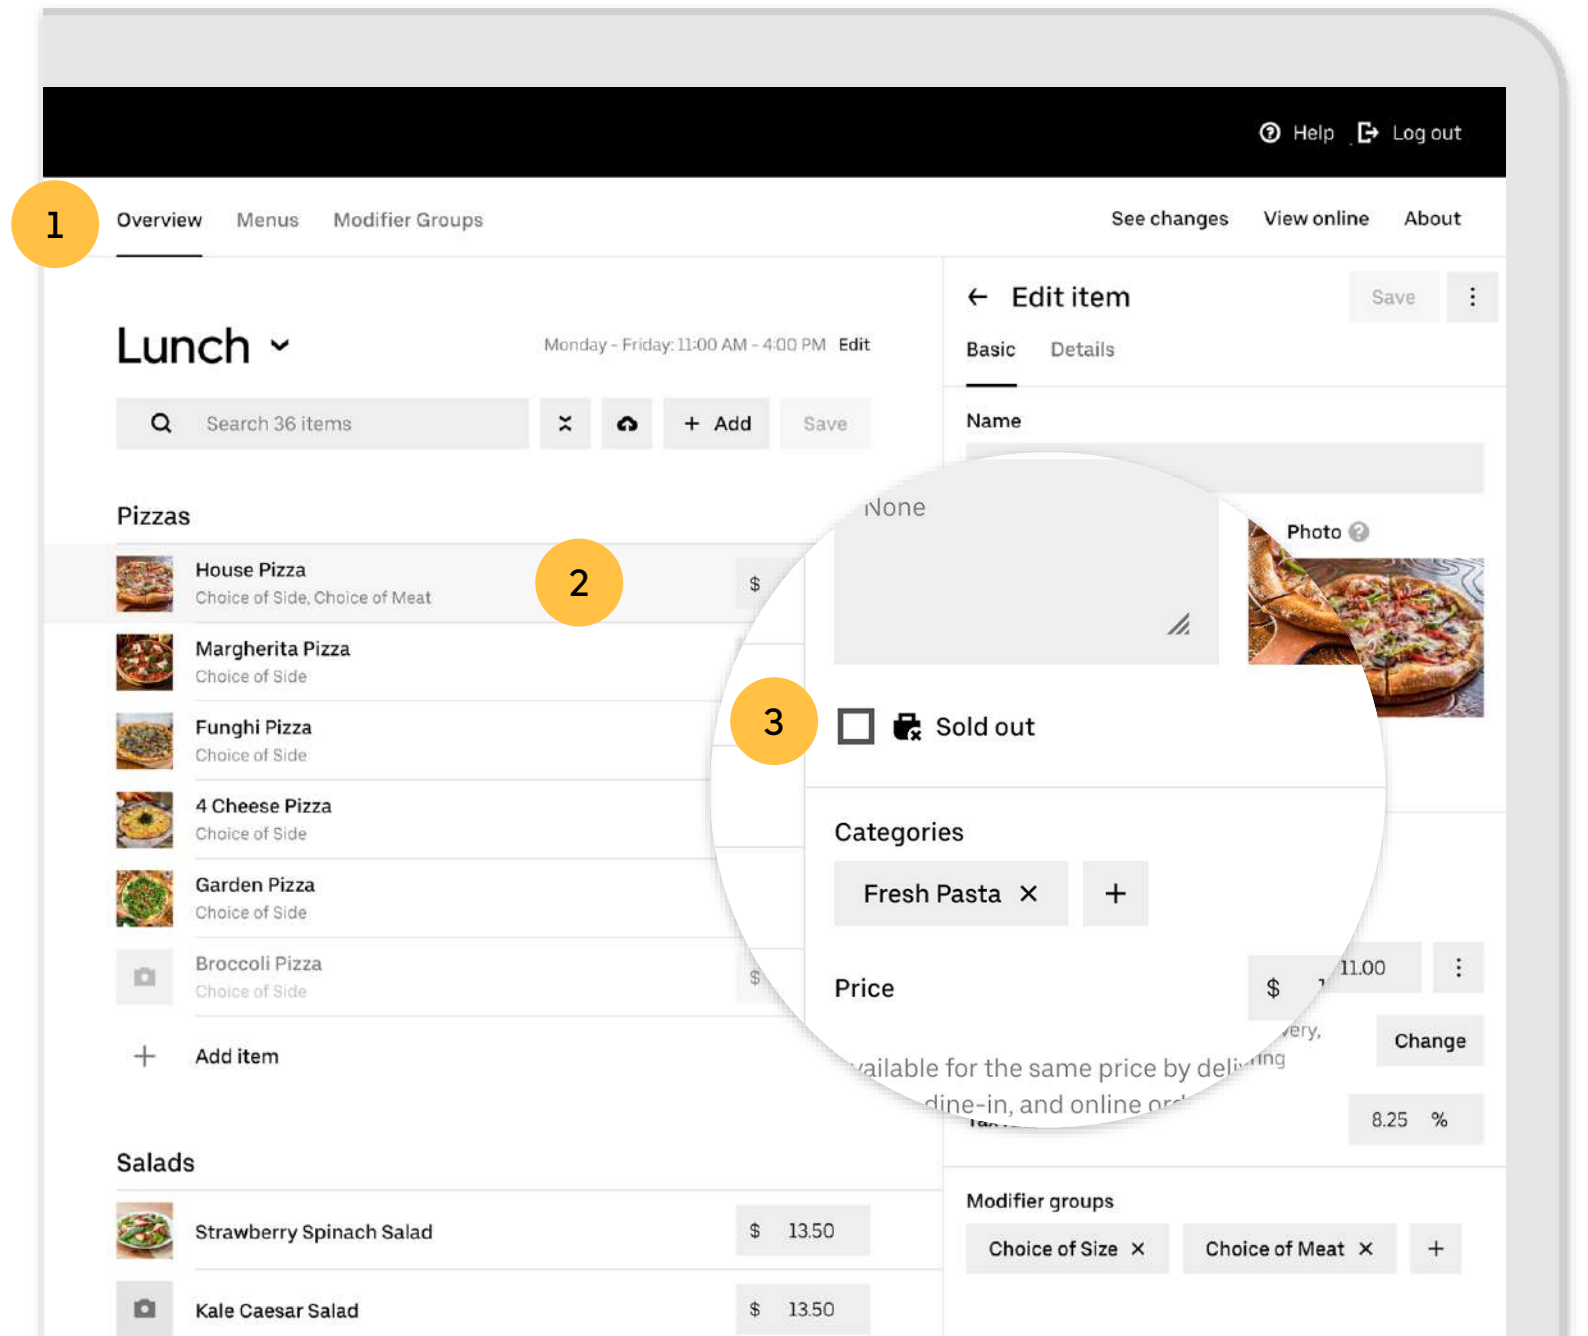 Help
Log out
1
Overview Menus Modifier Groups
See changes View online About
Edit item
Save
Lunch
Monday - Friday: 11:00 AM - 4:00 PM Edit
Basic Details
Search 36 items
+ Add
Save
Name
Pizzas
None
Photo
House Pizza
Choice of Side, Choice of Meat
2
$
Margherita Pizza
Choice of Side
Funghi Pizza
Choice of Side
3
Sold out
4 Cheese Pizza
Choice of Side
Categories
Garden Pizza
Choice of Side
Fresh Pasta ×
+
Broccoli Pizza
Choice of Side
$
Price
$
11.00
Add item
Change
for the same price by
dine-in, and online
8.25 %
Salads
Strawberry Spinach Salad
$ 13.50
Modifier groups
Choice of Size × Choice of Meat × +
Kale Caesar Salad
$ 13.50